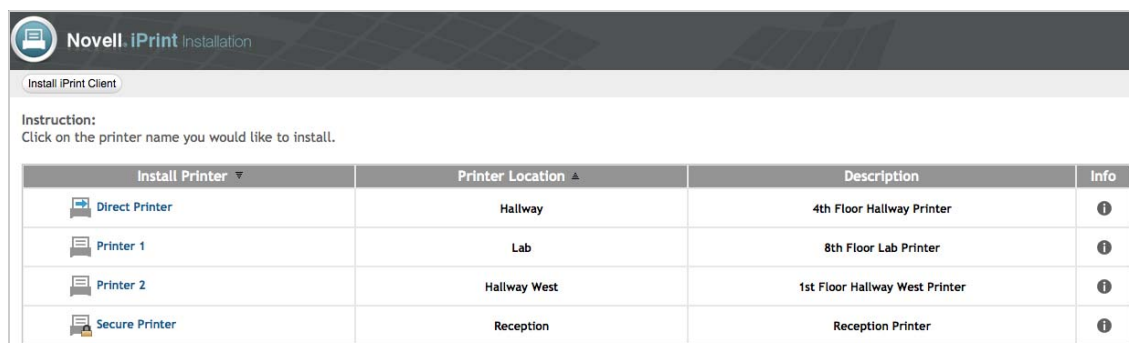 Novell. iPrint Installation
Install iPrint Client
Instruction:
Click on the printer name you would like to install.
Install Printer Printer Location Description Info
Direct Printer Hallway 4th Floor Hallway Printer
Printer 1 Lab 8th Floor Lab Printer
Printer 2 Hallway West 1st Floor Hallway West Printer
Secure Printer Reception Reception Printer